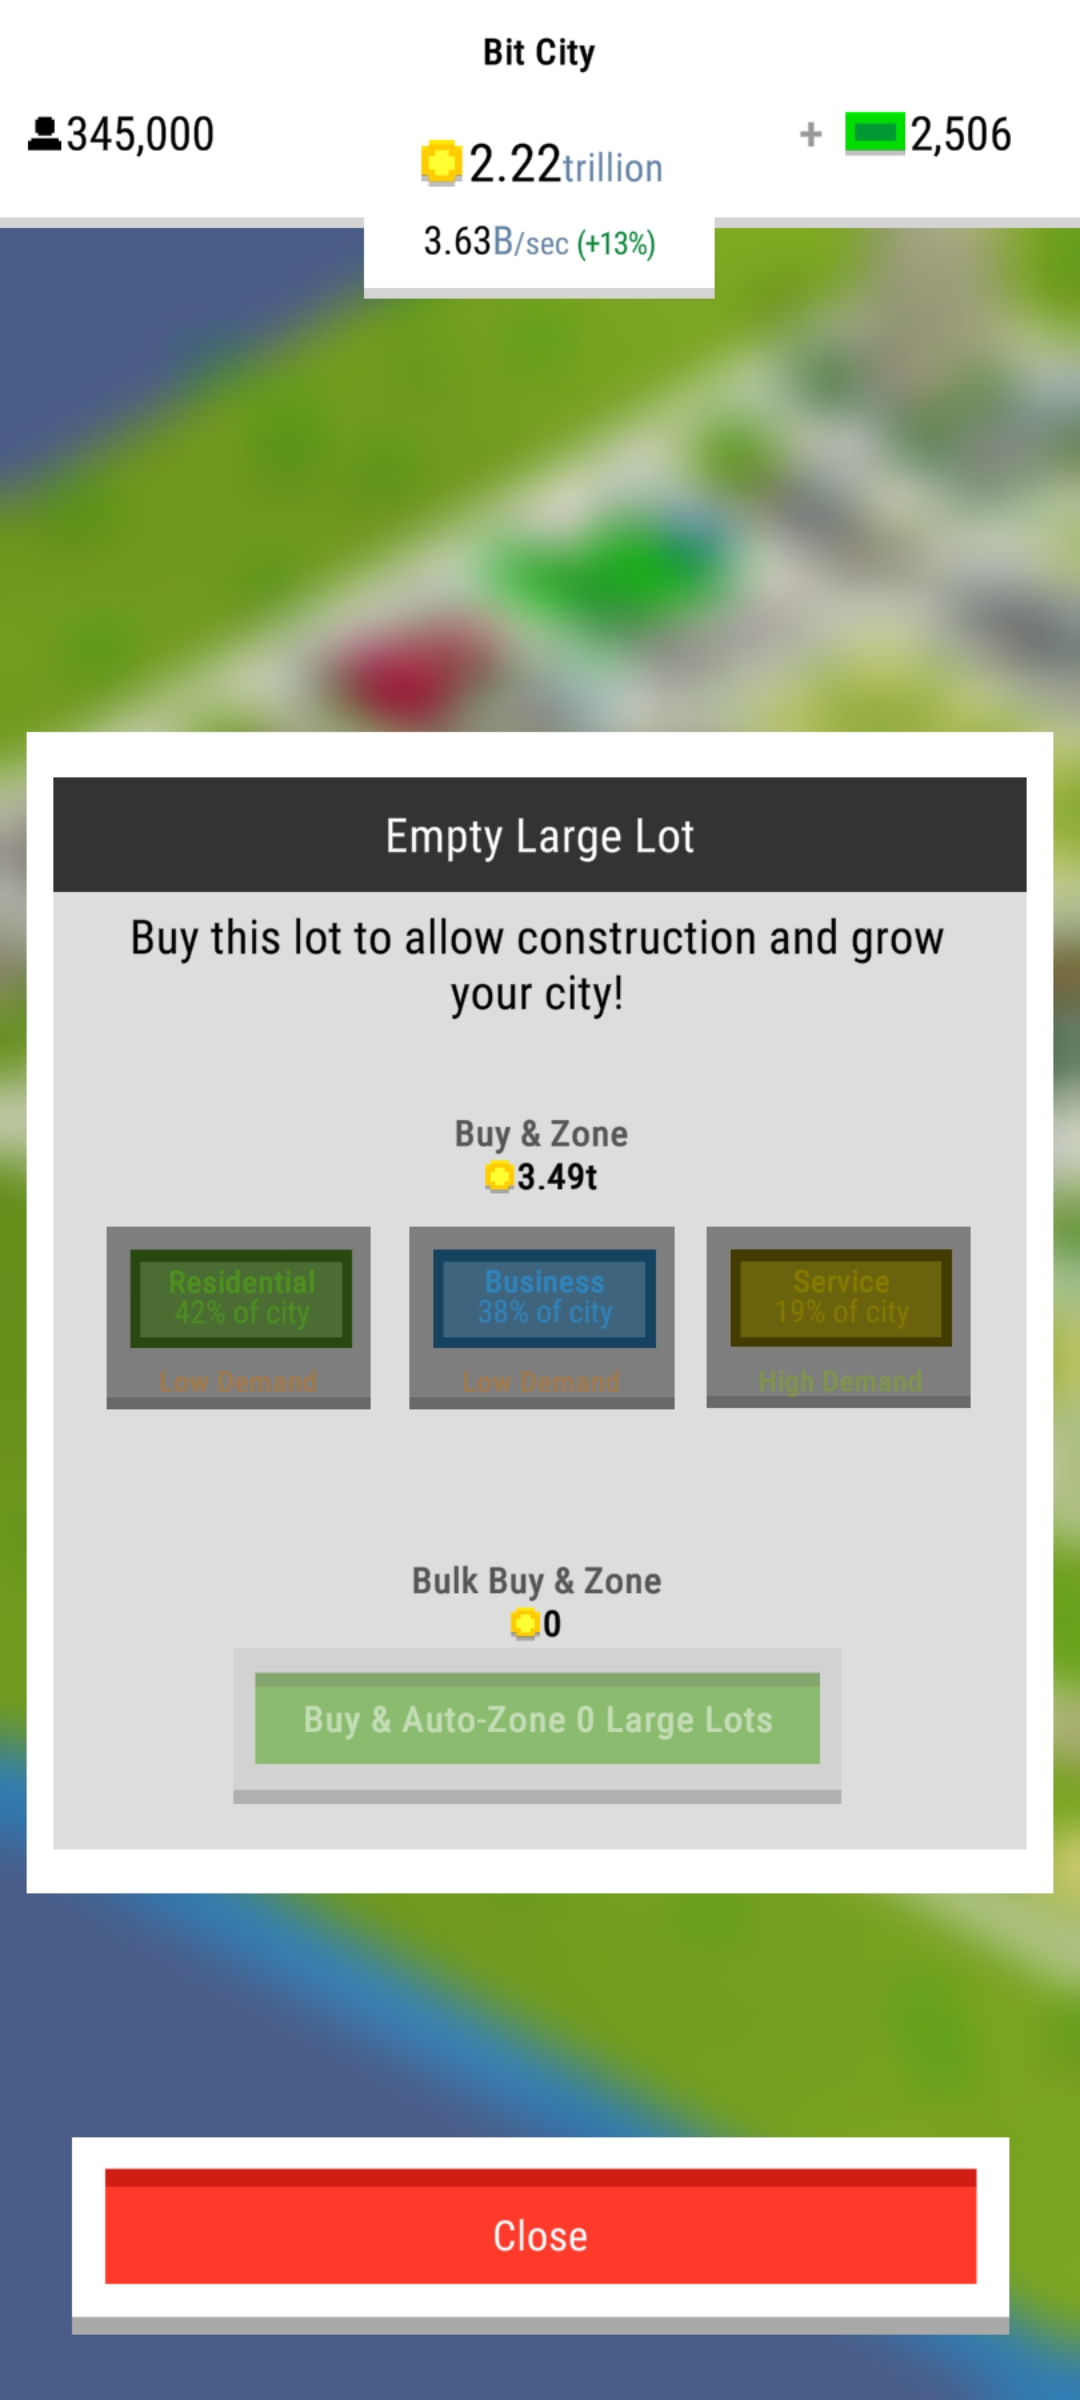 Bit City
345,000
2.22trillion
+ 2,506
3.63B/sec (+13%)
Empty Large Lot
Buy this lot to allow construction and grow
your city!
Buy & Zone
3.49t
Residential
42% of city
Low Demand
Business
38% of city
Low Demand
Service
19% of city
High Demand
Bulk Buy & Zone
0
Buy & Auto-Zone 0 Large Lots
Close